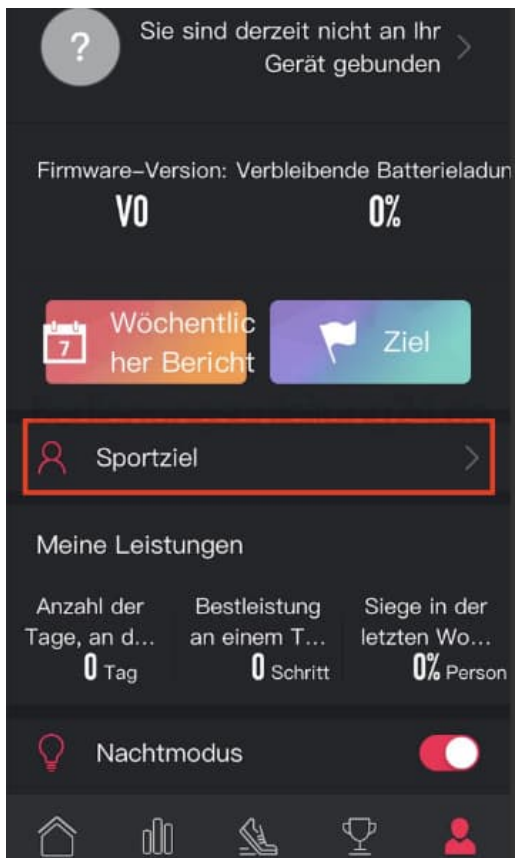 ?
Sie sind derzeit nicht an Ihr
Gerät gebunden
Firmware-Version: Verbleibende Batterieladun
V0 0%
7
Wöchentlic
her Bericht
Ziel
Sportziel
Meine Leistungen
Anzahl der Bestleistung Siege in der
Tage, an d... an einem T... letzten Wo...
0 Tag 0 Schritt 0% Person
Nachtmodus